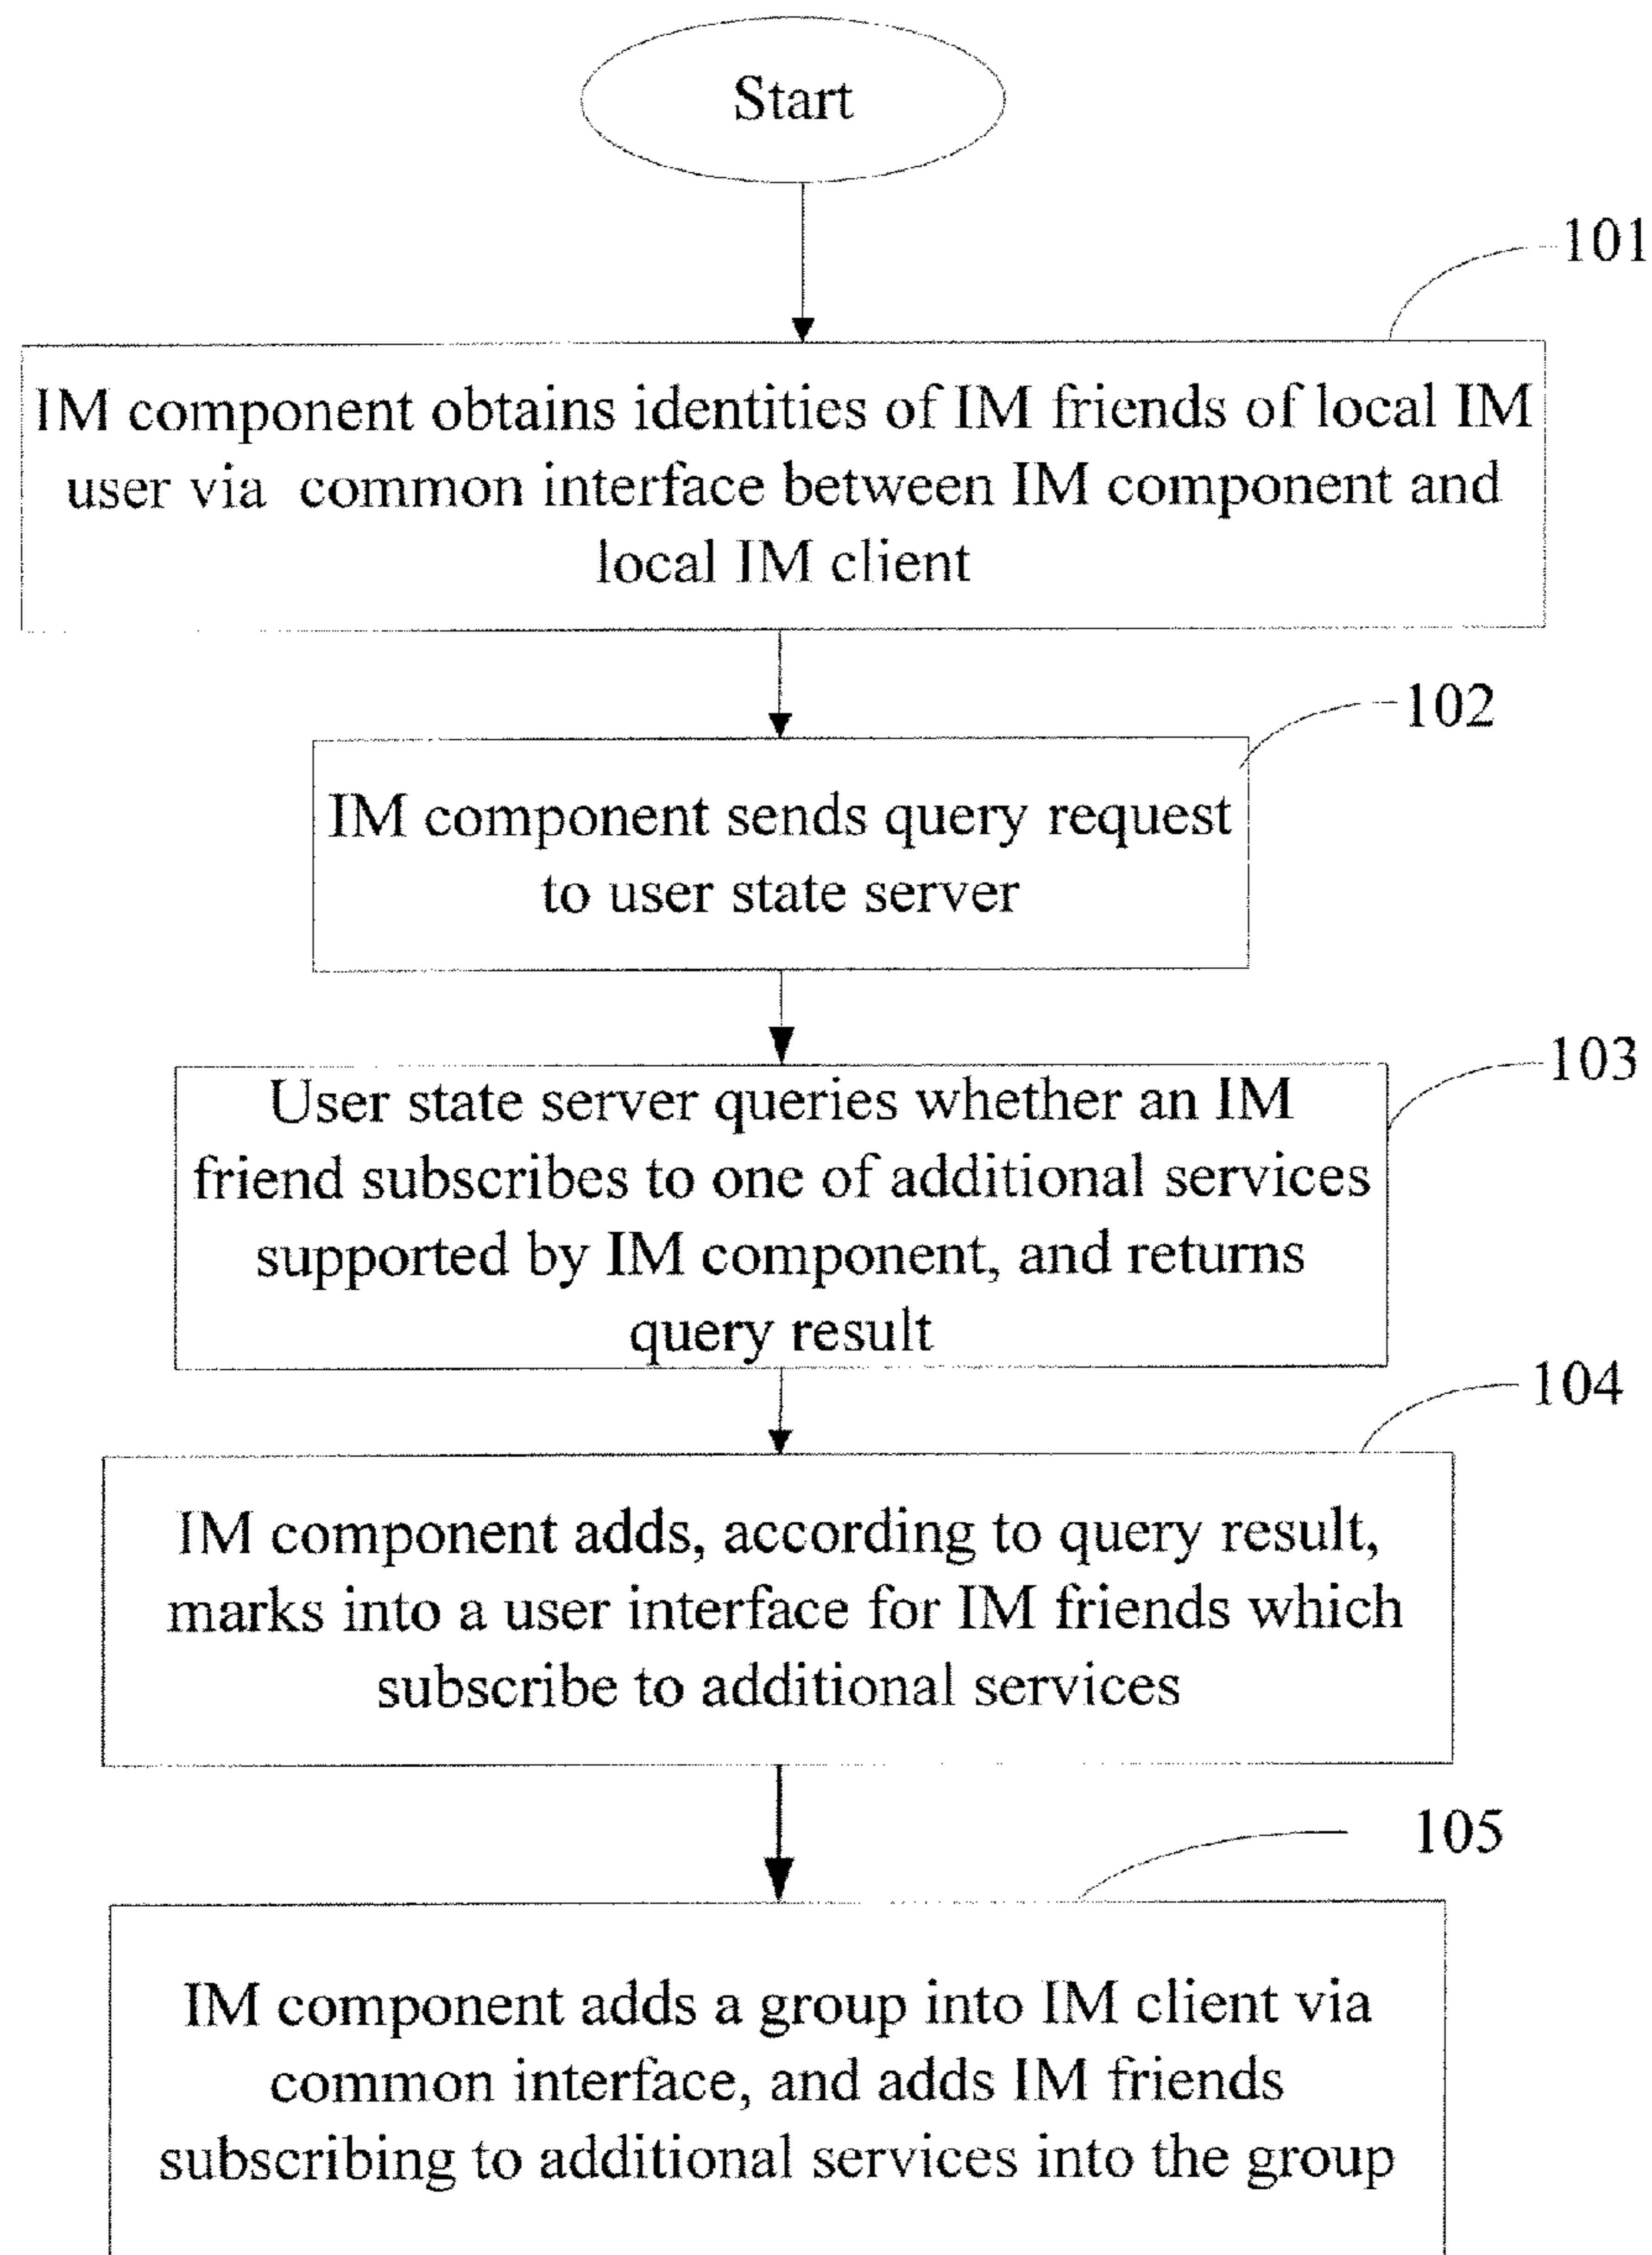 Start
101
IM component obtains identities of IM friends of local IM
user via common interface between IM component and
local IM client
102
IM component sends query request
to user state server
103
User state server queries whether an IM
friend subscribes to one of additional services
supported by IM component, and returns
query result
104
IM component adds, according to query result,
marks into a user interface for IM friends which
subscribe to additional services
105
IM component adds a group into IM client via
common interface, and adds IM friends
subscribing to additional services into the group